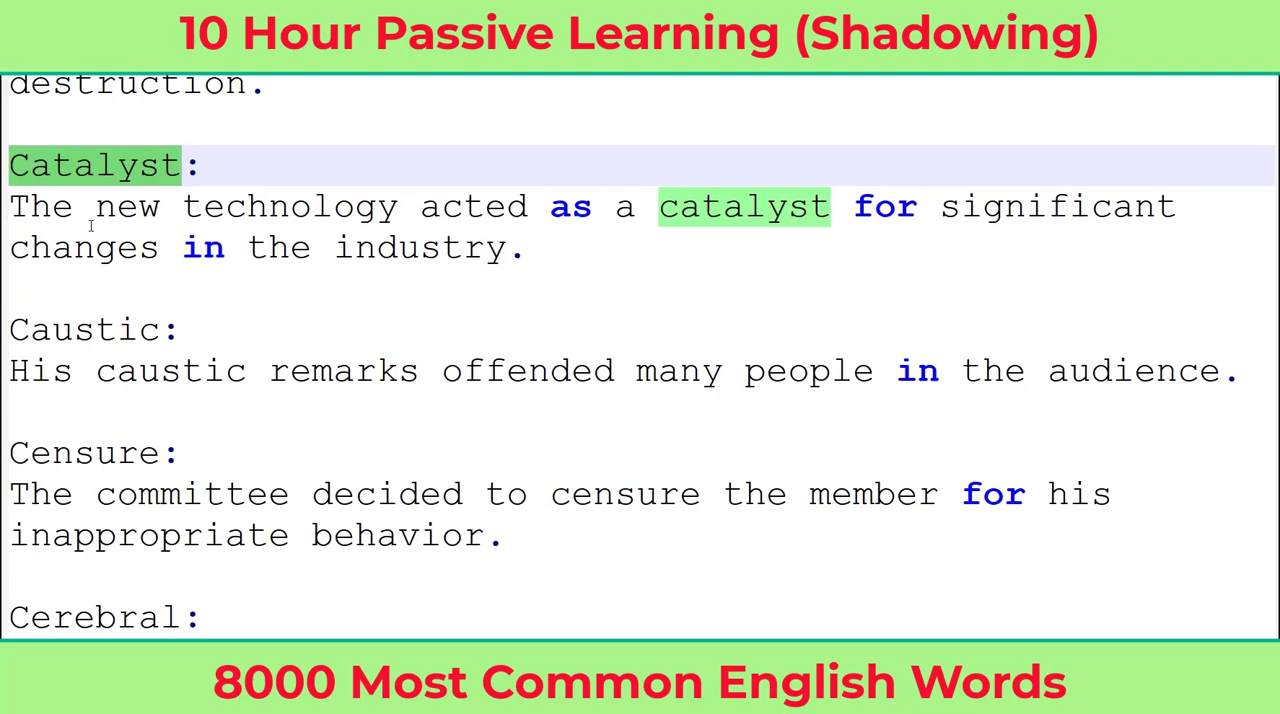 10 Hour Passive Learning (Shadowing)
destruction.
Catalyst:
The new technology acted as a catalyst for significant
changes in the industry.
Caustic:
His caustic remarks offended many people in the audience.
Censure:
The committee decided to censure the member for his
inappropriate behavior.
Cerebral:
8000 Most Common English Words